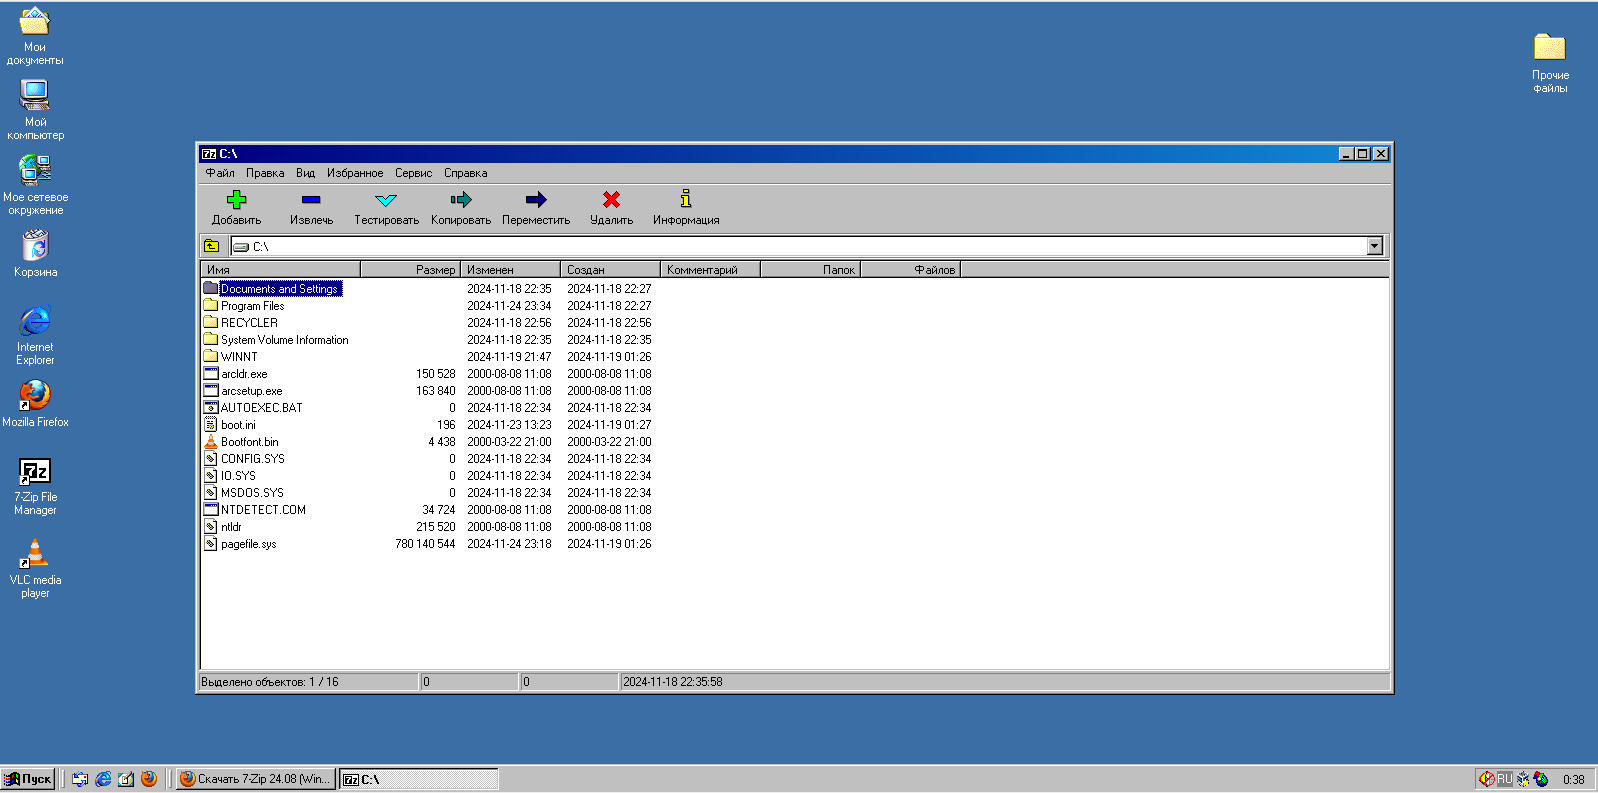 Мои
документы
Мой
компьютер
Мое сетевое
окружение
Корзина
Internet
Explorer
Mozilla Firefox
7-Zip File
Manager
VLC media
player
Прочие
файлы
C:\
Файл Правка Вид Избранное Сервис Справка
Добавить Извлечь Тестировать Копировать Переместить Удалить Информация
C:\
Имя Размер Изменен Создан Комментарий Папок Файлов
Documents and Settings 2024-11-18 22:35 2024-11-18 22:27
Program Files 2024-11-24 23:34 2024-11-18 22:27
RECYCLER 2024-11-18 22:56 2024-11-18 22:56
System Volume Information 2024-11-18 22:35 2024-11-18 22:35
WINNT 2024-11-19 21:47 2024-11-19 01:26
arcldr.exe 150 528 2000-08-08 11:08 2000-08-08 11:08
arcsetup.exe 163 840 2000-08-08 11:08 2000-08-08 11:08
AUTOEXEC.BAT 0 2024-11-18 22:34 2024-11-18 22:34
boot.ini 196 2024-11-23 13:23 2024-11-19 01:27
Bootfont.bin 4 438 2000-03-22 21:00 2000-03-22 21:00
CONFIG.SYS 0 2024-11-18 22:34 2024-11-18 22:34
IO.SYS 0 2024-11-18 22:34 2024-11-18 22:34
MSDOS.SYS 0 2024-11-18 22:34 2024-11-18 22:34
NTDETECT.COM 34 724 2000-08-08 11:08 2000-08-08 11:08
ntldr 215 520 2000-08-08 11:08 2000-08-08 11:08
pagefile.sys 780 140 544 2024-11-24 23:18 2024-11-19 01:26
Выделено объектов: 1 / 16 0 0 2024-11-18 22:35:58
Пуск Скачать 7-Zip 24.08 (Win... C:\ RU 0:38